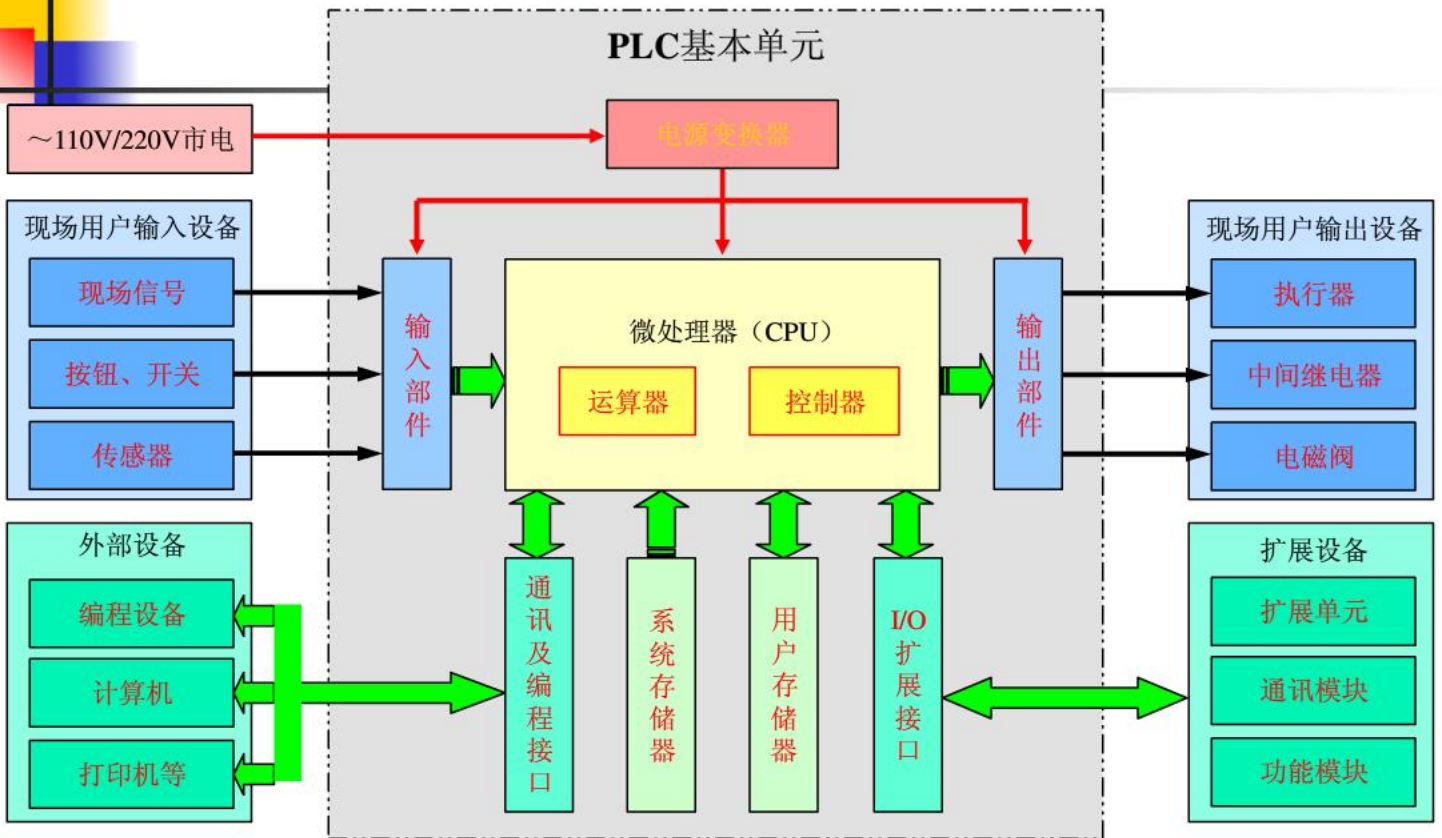 PLC基本单元
～110V/220V市电
电源变换器
现场用户输入设备
现场信号
按钮、开关
传感器
输入部件
微处理器（CPU）
运算器
控制器
输出部件
现场用户输出设备
执行器
中间继电器
电磁阀
外部设备
编程设备
计算机
打印机等
通讯及编程接口
系统存储器
用户存储器
I/O扩展接口
扩展设备
扩展单元
通讯模块
功能模块